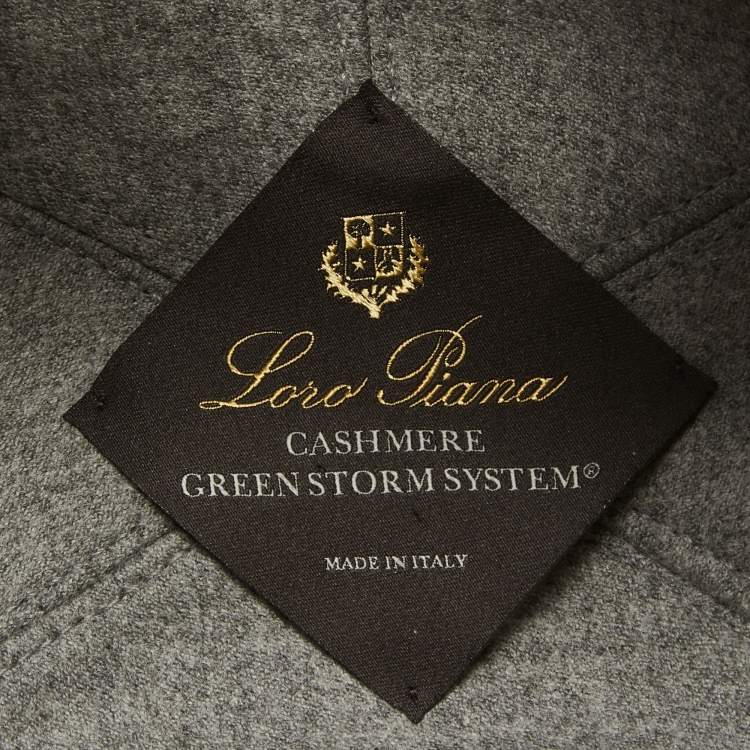 Loro Piana
CASHMERE
GREEN STORM SYSTEM®
MADE IN ITALY